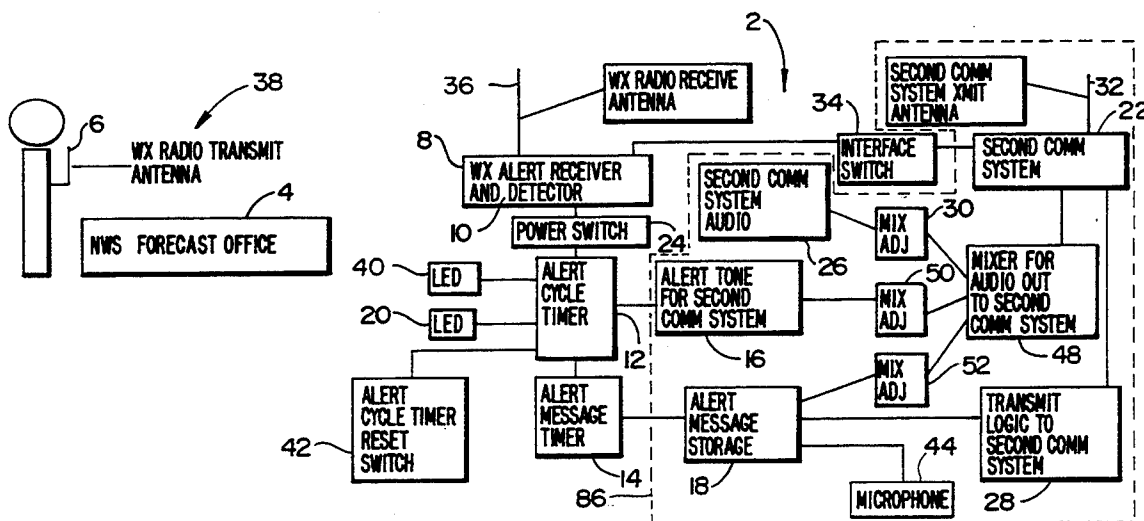 2
38
36
WX RADIO RECEIVE
ANTENNA
34
SECOND COMM
SYSTEM XMIT
ANTENNA
32
22
6
WX RADIO TRANSMIT
ANTENNA
8
WX ALERT RECEIVER
AND DETECTOR
10
INTERFACE
SWITCH
SECOND COMM
SYSTEM
SECOND COMM
SYSTEM
AUDIO
26
4
NWS FORECAST OFFICE
POWER SWITCH
24
MIX
ADJ
30
40
LED
20
LED
ALERT
CYCLE
TIMER
12
ALERT TONE
FOR SECOND
COMM SYSTEM
16
MIX
ADJ
50
MIXER FOR
AUDIO OUT
TO SECOND
COMM SYSTEM
48
MIX
ADJ
52
42
ALERT
CYCLE TIMER
RESET
SWITCH
ALERT
MESSAGE
TIMER
14
86
ALERT
MESSAGE
STORAGE
18
44
MICROPHONE
TRANSMIT
LOGIC TO
SECOND COMM
SYSTEM
28